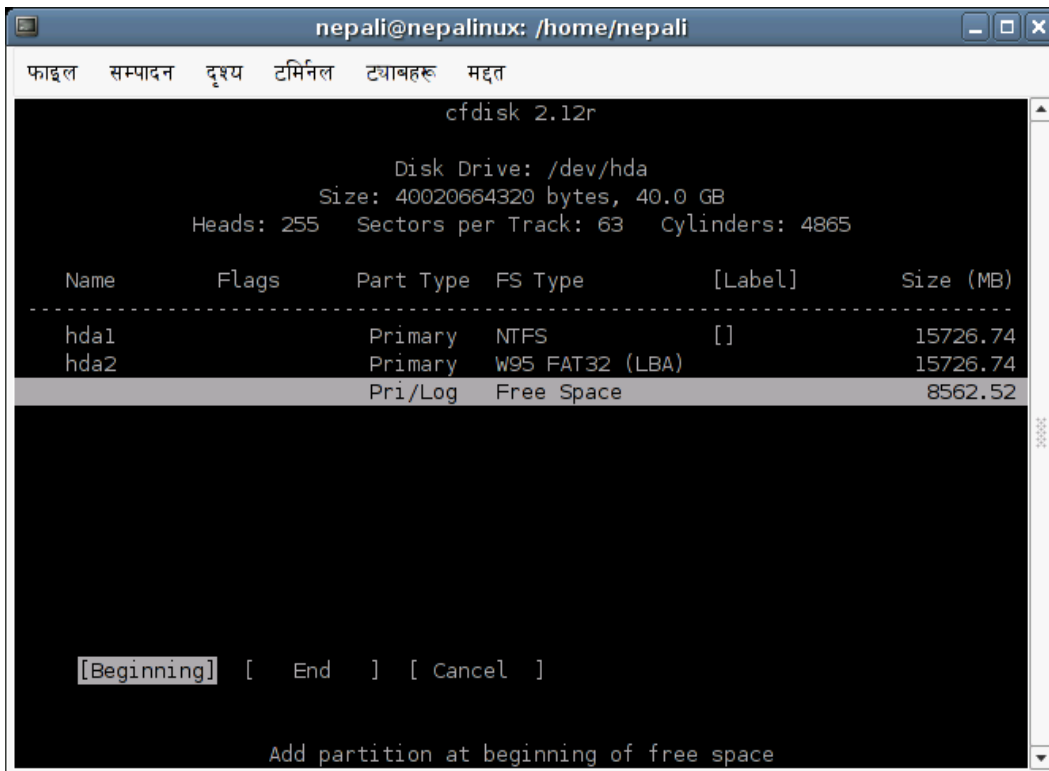 nepali@nepalinux: /home/nepali
फाइल सम्पादन दृश्य टर्मिनल ट्याबहरू मद्दत
cfdisk 2.12r
Disk Drive: /dev/hda
Size: 40020664320 bytes, 40.0 GB
Heads: 255 Sectors per Track: 63 Cylinders: 4865
Name Flags Part Type FS Type [Label] Size (MB)
hda1 Primary NTFS [] 15726.74
hda2 Primary W95 FAT32 (LBA) 15726.74
Pri/Log Free Space 8562.52
[Beginning] [ End ] [ Cancel ]
Add partition at beginning of free space